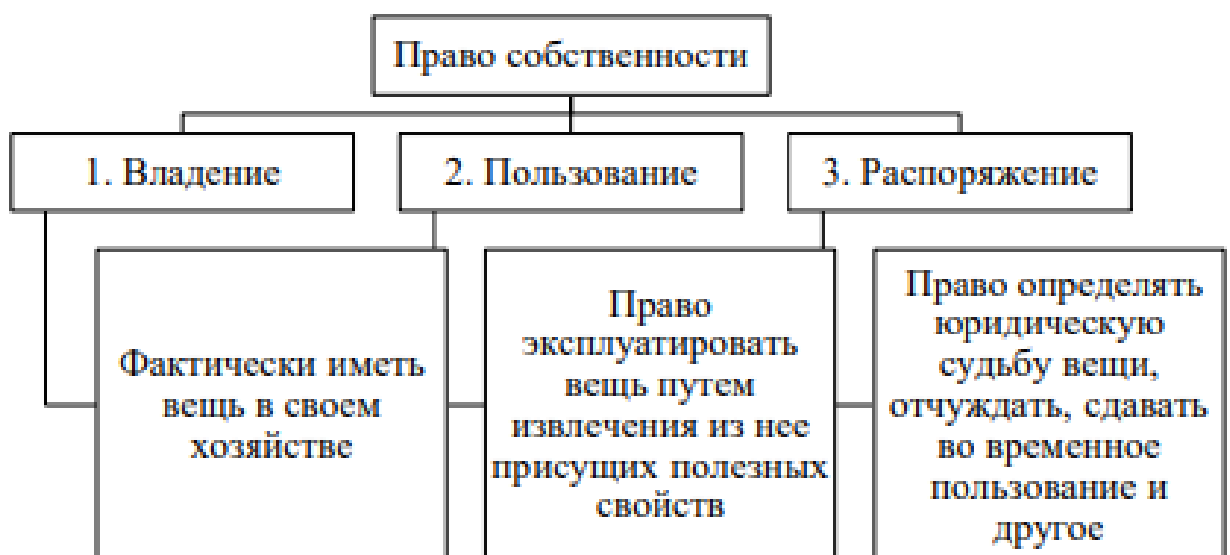 Право собственности
1. Владение
2. Пользование
3. Распоряжение
Фактически иметь
вещь в своем
хозяйстве
Право
эксплуатировать
вещь путем
извлечения из нее
присущих полезных
свойств
Право определять
юридическую
судьбу вещи,
отчуждать, сдавать
во временное
пользование и
другое